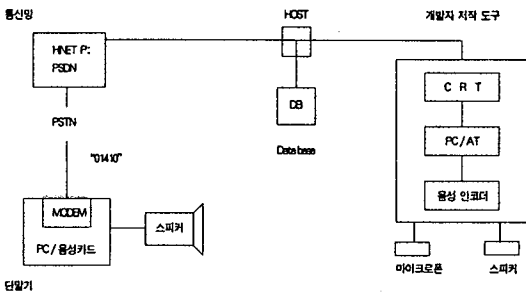 통신망
HOST
개발자 저작 도구
HNET P:
PSDN
C R T
DB
PSTN
PC/AT
Database
"01410"
음성 인코더
MODEM
스피커
PC/음성카드
마이크로폰
스피커
단말기